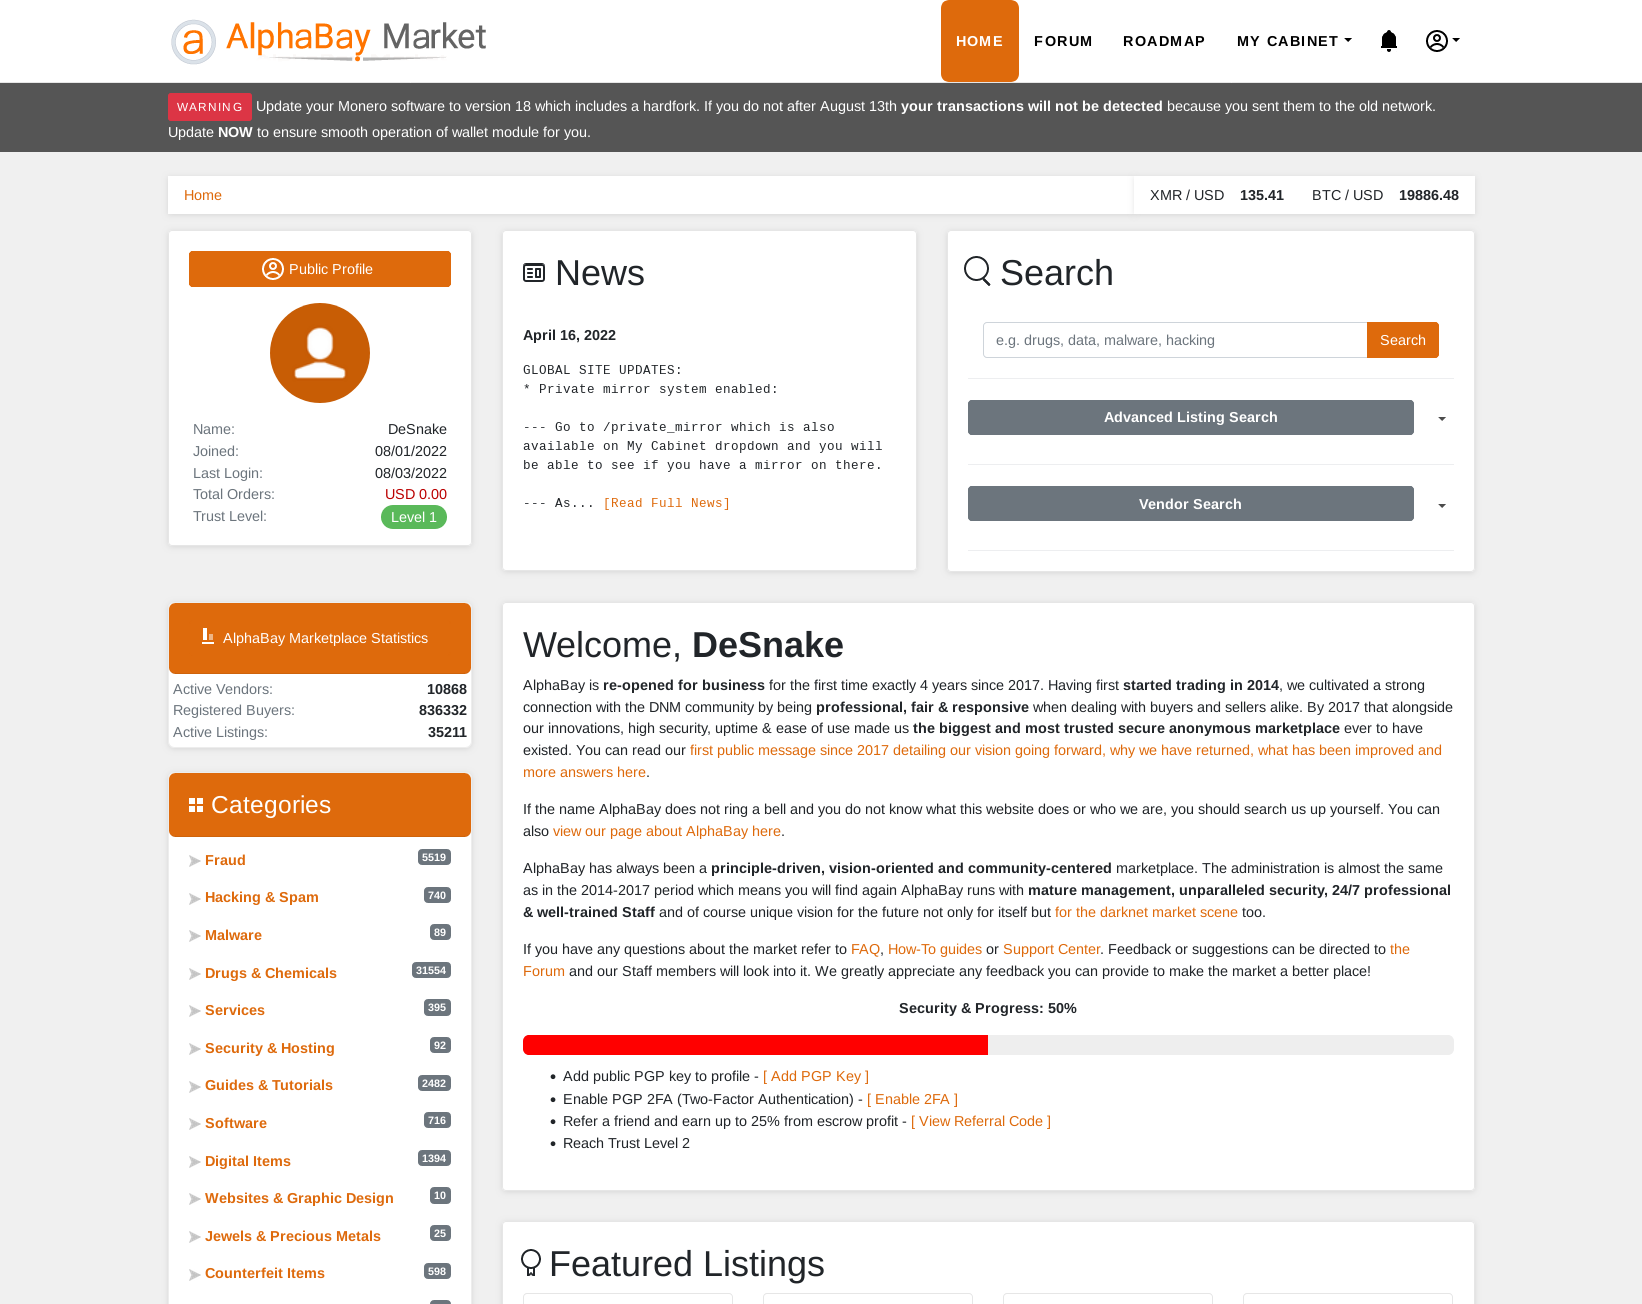 a AlphaBay Market
HOME FORUM ROADMAP MY CABINET
WARNING Update your Monero software to version 18 which includes a hardfork. If you do not after August 13th your transactions will not be detected because you sent them to the old network.
Update NOW to ensure smooth operation of wallet module for you.
Home
XMR / USD 135.41 BTC / USD 19886.48
Public Profile
Name: DeSnake
Joined: 08/01/2022
Last Login: 08/03/2022
Total Orders: USD 0.00
Trust Level: Level 1
News
April 16, 2022
GLOBAL SITE UPDATES:
* Private mirror system enabled:
--- Go to /private_mirror which is also
available on My Cabinet dropdown and you will
be able to see if you have a mirror on there.
--- As... [Read Full News]
Search
e.g. drugs, data, malware, hacking Search
Advanced Listing Search
Vendor Search
AlphaBay Marketplace Statistics
Active Vendors: 10868
Registered Buyers: 836332
Active Listings: 35211
Categories
Fraud 5519
Hacking & Spam 740
Malware 89
Drugs & Chemicals 31554
Services 395
Security & Hosting 92
Guides & Tutorials 2482
Software 716
Digital Items 1394
Websites & Graphic Design 10
Jewels & Precious Metals 25
Counterfeit Items 598
Welcome, DeSnake
AlphaBay is re-opened for business for the first time exactly 4 years since 2017. Having first started trading in 2014, we cultivated a strong
connection with the DNM community by being professional, fair & responsive when dealing with buyers and sellers alike. By 2017 that alongside
our innovations, high security, uptime & ease of use made us the biggest and most trusted secure anonymous marketplace ever to have
existed. You can read our first public message since 2017 detailing our vision going forward, why we have returned, what has been improved and
more answers here.
If the name AlphaBay does not ring a bell and you do not know what this website does or who we are, you should search us up yourself. You can
also view our page about AlphaBay here.
AlphaBay has always been a principle-driven, vision-oriented and community-centered marketplace. The administration is almost the same
as in the 2014-2017 period which means you will find again AlphaBay runs with mature management, unparalleled security, 24/7 professional
& well-trained Staff and of course unique vision for the future not only for itself but for the darknet market scene too.
If you have any questions about the market refer to FAQ, How-To guides or Support Center. Feedback or suggestions can be directed to the
Forum and our Staff members will look into it. We greatly appreciate any feedback you can provide to make the market a better place!
Security & Progress: 50%
• Add public PGP key to profile - [ Add PGP Key ]
• Enable PGP 2FA (Two-Factor Authentication) - [ Enable 2FA ]
• Refer a friend and earn up to 25% from escrow profit - [ View Referral Code ]
• Reach Trust Level 2
Featured Listings